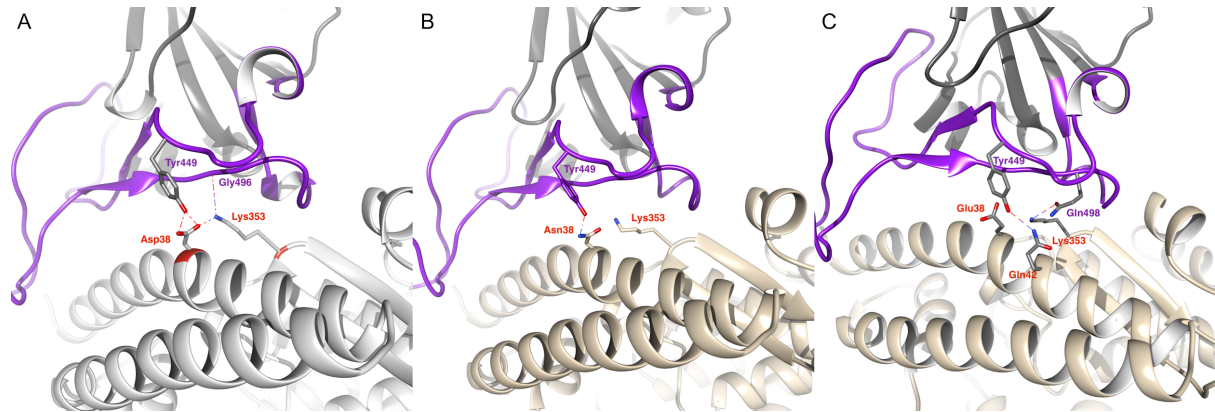 A
Tyr449
Gly496
Lys353
Asp38
B
Tyr449
Lys353
Asn38
C
Tyr449
Glu38
Gln498
Lys353
Gln42